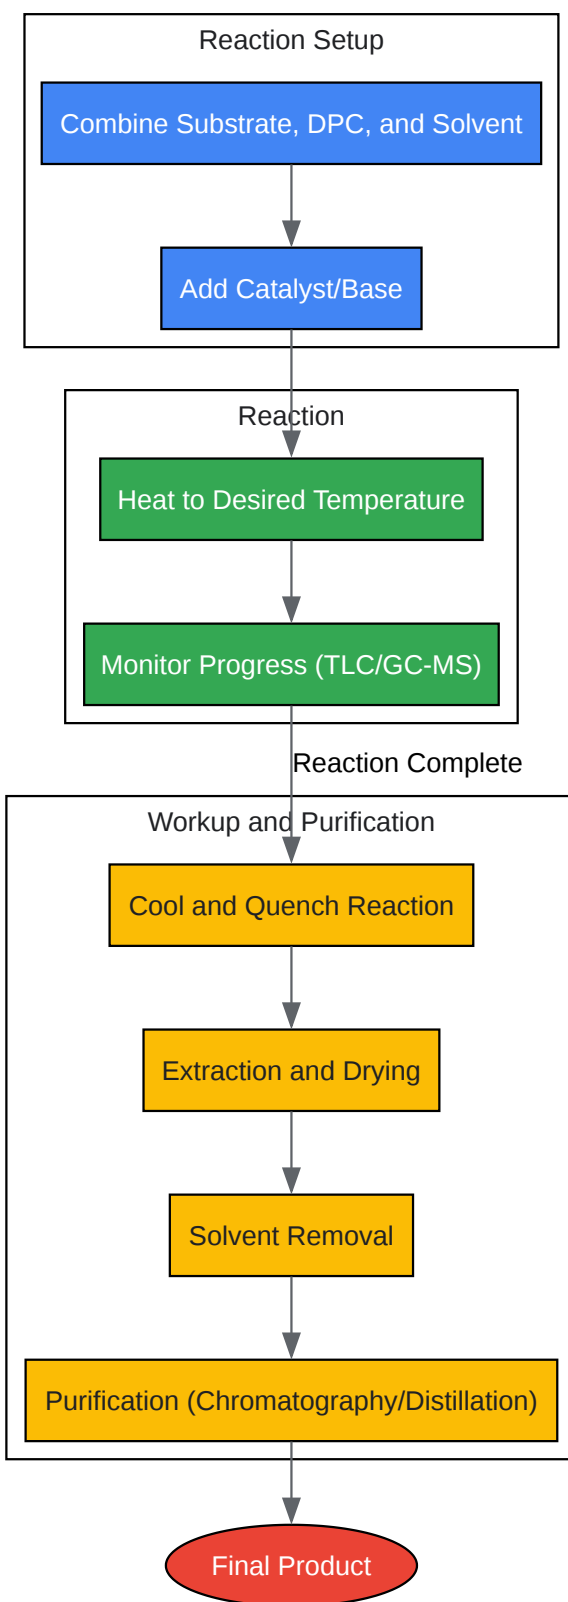 Reaction Setup
Combine Substrate, DPC, and Solvent
Add Catalyst/Base
Reaction
Heat to Desired Temperature
Monitor Progress (TLC/GC-MS)
Reaction Complete
Workup and Purification
Cool and Quench Reaction
Extraction and Drying
Solvent Removal
Purification (Chromatography/Distillation)
Final Product